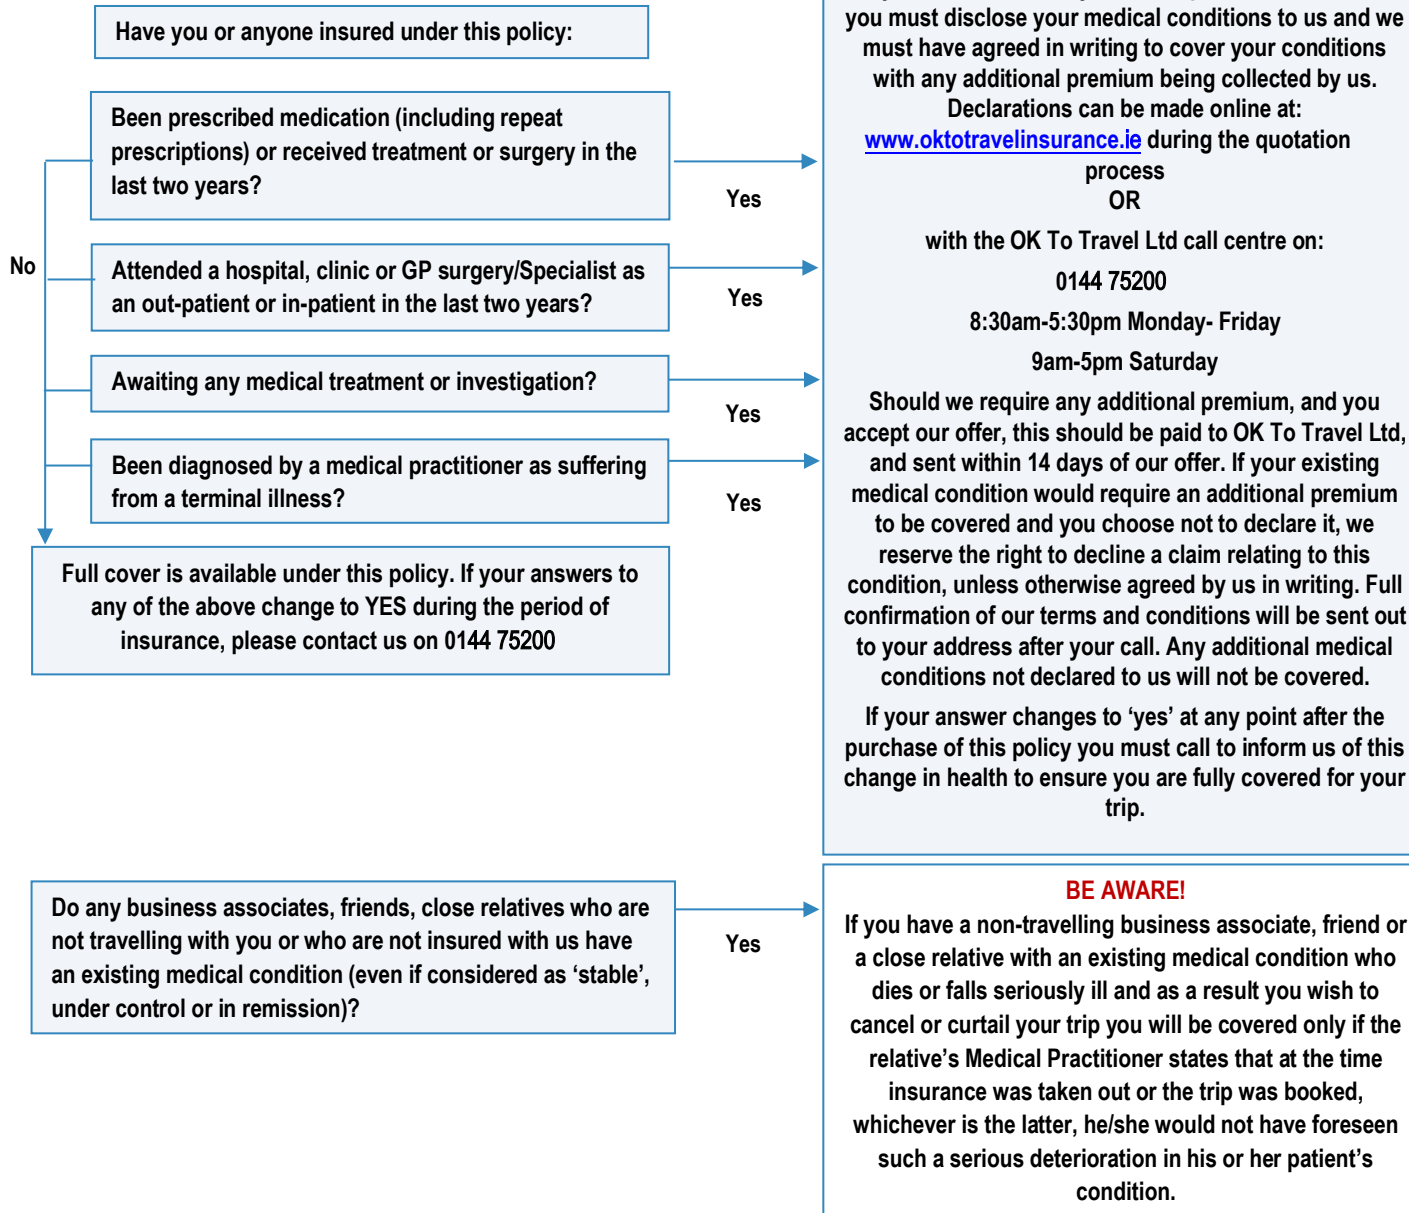 Have you or anyone insured under this policy:
Been prescribed medication (including repeat
prescriptions) or received treatment or surgery in the
last two years?
Yes
No
Attended a hospital, clinic or GP surgery/Specialist as
an out-patient or in-patient in the last two years?
Yes
Awaiting any medical treatment or investigation?
Yes
Been diagnosed by a medical practitioner as suffering
from a terminal illness?
Yes
Full cover is available under this policy. If your answers to
any of the above change to YES during the period of
insurance, please contact us on 0144 75200
you must disclose your medical conditions to us and we
must have agreed in writing to cover your conditions
with any additional premium being collected by us.
Declarations can be made online at:
www.oktotravelinsurance.ie during the quotation
process
OR
with the OK To Travel Ltd call centre on:
0144 75200
8:30am-5:30pm Monday- Friday
9am-5pm Saturday
Should we require any additional premium, and you
accept our offer, this should be paid to OK To Travel Ltd,
and sent within 14 days of our offer. If your existing
medical condition would require an additional premium
to be covered and you choose not to declare it, we
reserve the right to decline a claim relating to this
condition, unless otherwise agreed by us in writing. Full
confirmation of our terms and conditions will be sent out
to your address after your call. Any additional medical
conditions not declared to us will not be covered.
If your answer changes to ‘yes’ at any point after the
purchase of this policy you must call to inform us of this
change in health to ensure you are fully covered for your
trip.
Do any business associates, friends, close relatives who are
not travelling with you or who are not insured with us have
an existing medical condition (even if considered as ‘stable’,
under control or in remission)?
Yes
BE AWARE!
If you have a non-travelling business associate, friend or
a close relative with an existing medical condition who
dies or falls seriously ill and as a result you wish to
cancel or curtail your trip you will be covered only if the
relative’s Medical Practitioner states that at the time
insurance was taken out or the trip was booked,
whichever is the latter, he/she would not have foreseen
such a serious deterioration in his or her patient’s
condition.